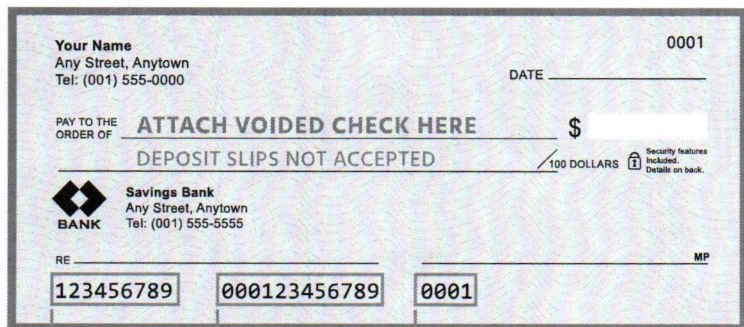 Your Name 0001
Any Street, Anytown
Tel: (001) 555-0000
DATE
PAY TO THE
ORDER OF ATTACH VOIDED CHECK HERE $
DEPOSIT SLIPS NOT ACCEPTED /100 DOLLARS
Security features
included.
Details on back.
BANK
Savings Bank
Any Street, Anytown
Tel: (001) 555-5555
RE MP
123456789 000123456789 0001